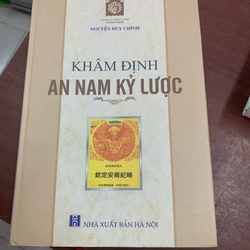 NGUYỄN DUY CHÍNH
KHÂM ĐỊNH
AN NAM KỶ LƯỢC
欽定安南紀略
NHÀ XUẤT BẢN HÀ NỘI